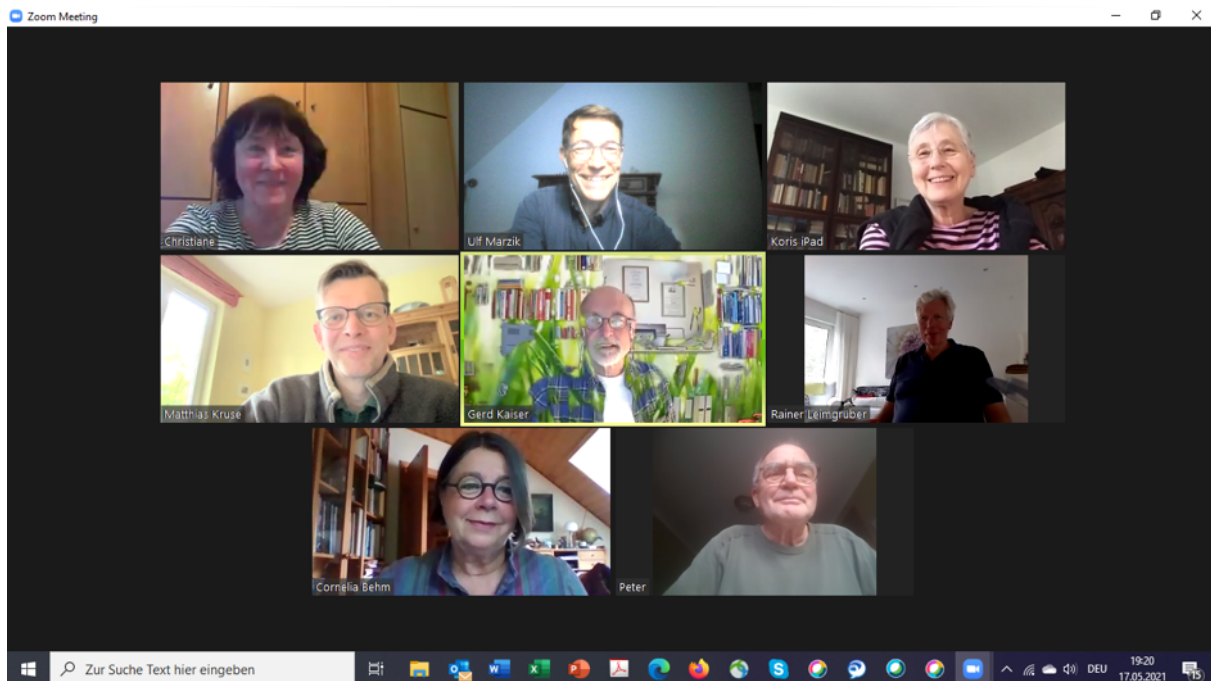 Zoom Meeting
Christiane
Ulf Marzik
Koris iPad
Matthias Kruse
Gerd Kaiser
Rainer Leimgruber
Cornelia Behm
Peter
Zur Suche Text hier eingeben
DEU
19:20
17.05.2021
15